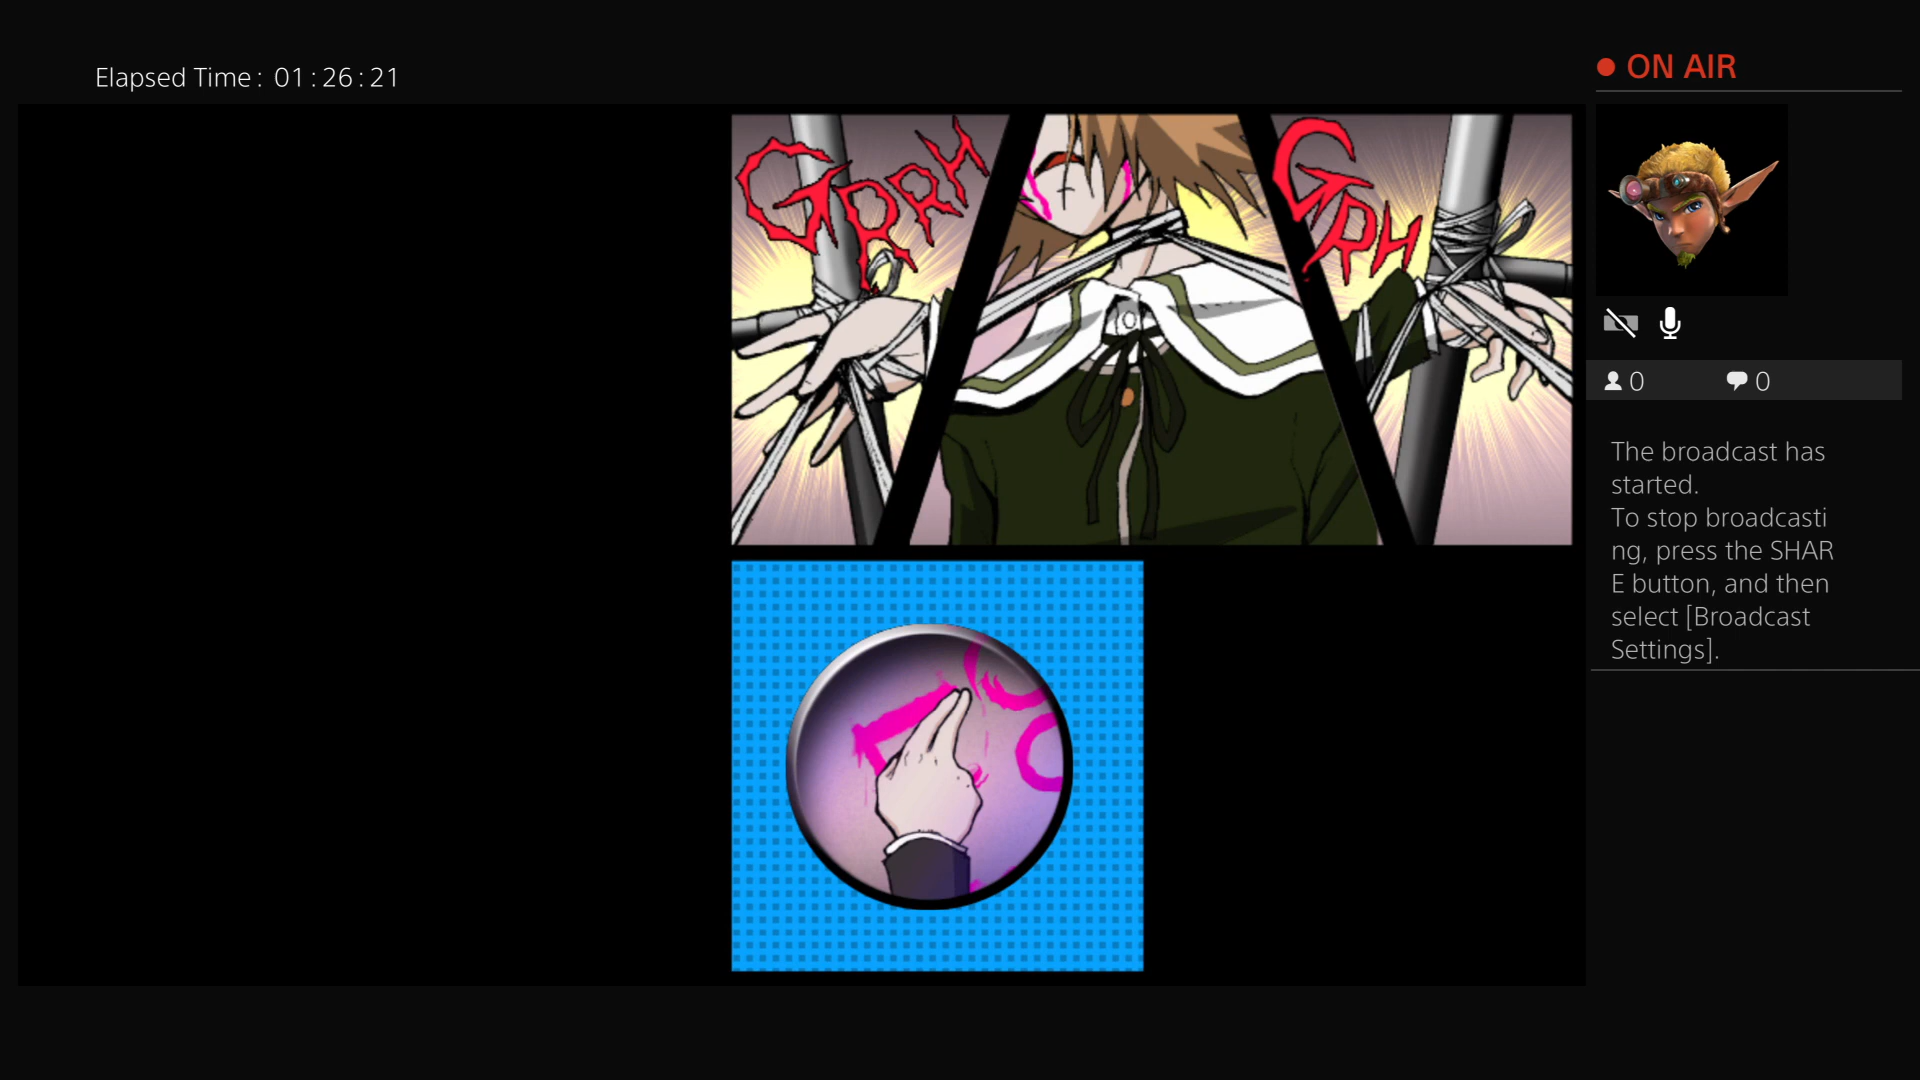 Elapsed Time: 01:26:21
ON AIR
GRRH
GRH
0
0
The broadcast has
started.
To stop broadcasti
ng, press the SHAR
E button, and then
select [Broadcast
Settings].